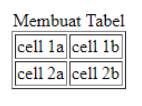 Membuat Tabel
cell 1a cell 1b
cell 2a cell 2b